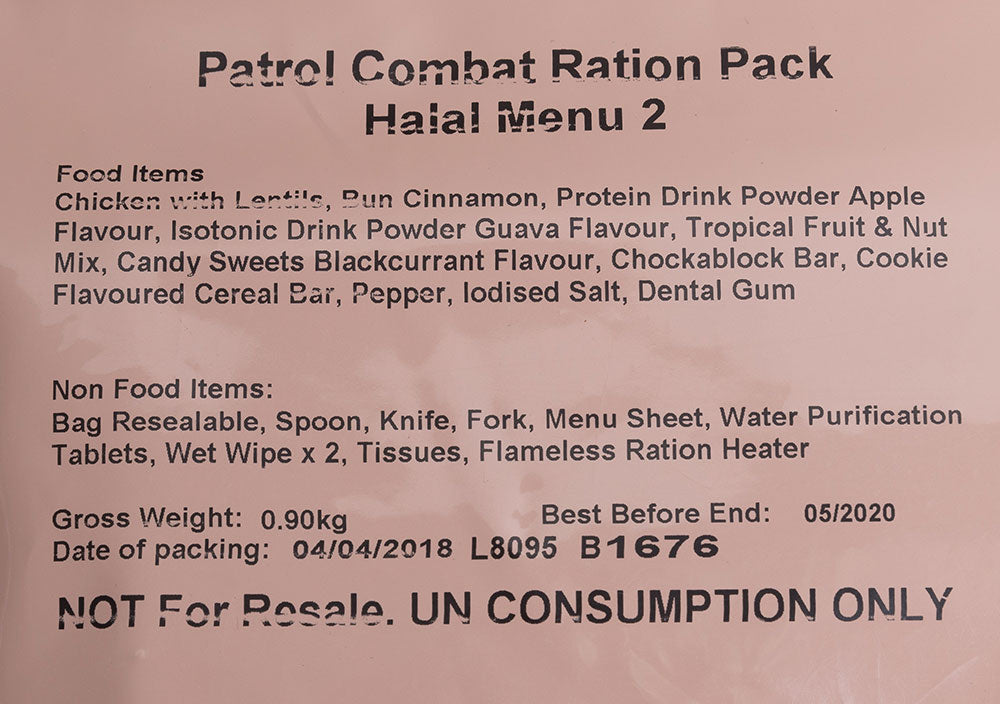 Patrol Combat Ration Pack
Halal Menu 2
Food Items
Chicken with Lentils, Bun Cinnamon, Protein Drink Powder Apple
Flavour, Isotonic Drink Powder Guava Flavour, Tropical Fruit & Nut
Mix, Candy Sweets Blackcurrant Flavour, Chockablock Bar, Cookie
Flavoured Cereal Bar, Pepper, Iodised Salt, Dental Gum
Non Food Items:
Bag Resealable, Spoon, Knife, Fork, Menu Sheet, Water Purification
Tablets, Wet Wipe x 2, Tissues, Flameless Ration Heater
Gross Weight: 0.90kg Best Before End: 05/2020
Date of packing: 04/04/2018 L8095 B1676
NOT For Resale. UN CONSUMPTION ONLY